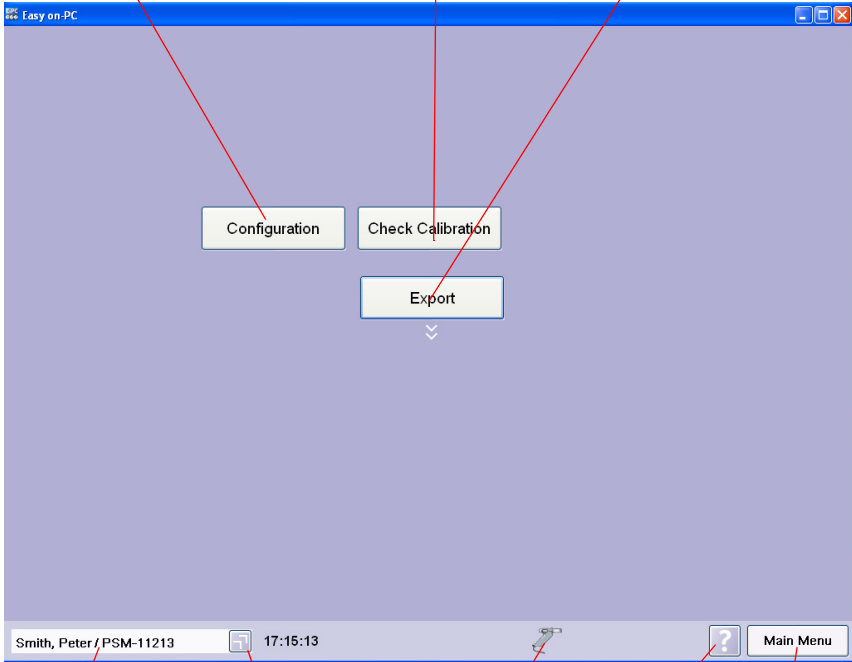 Easy on-PC
Configuration
Check Calibration
Export
Smith, Peter / PSM-11213
17:15:13
?
Main Menu